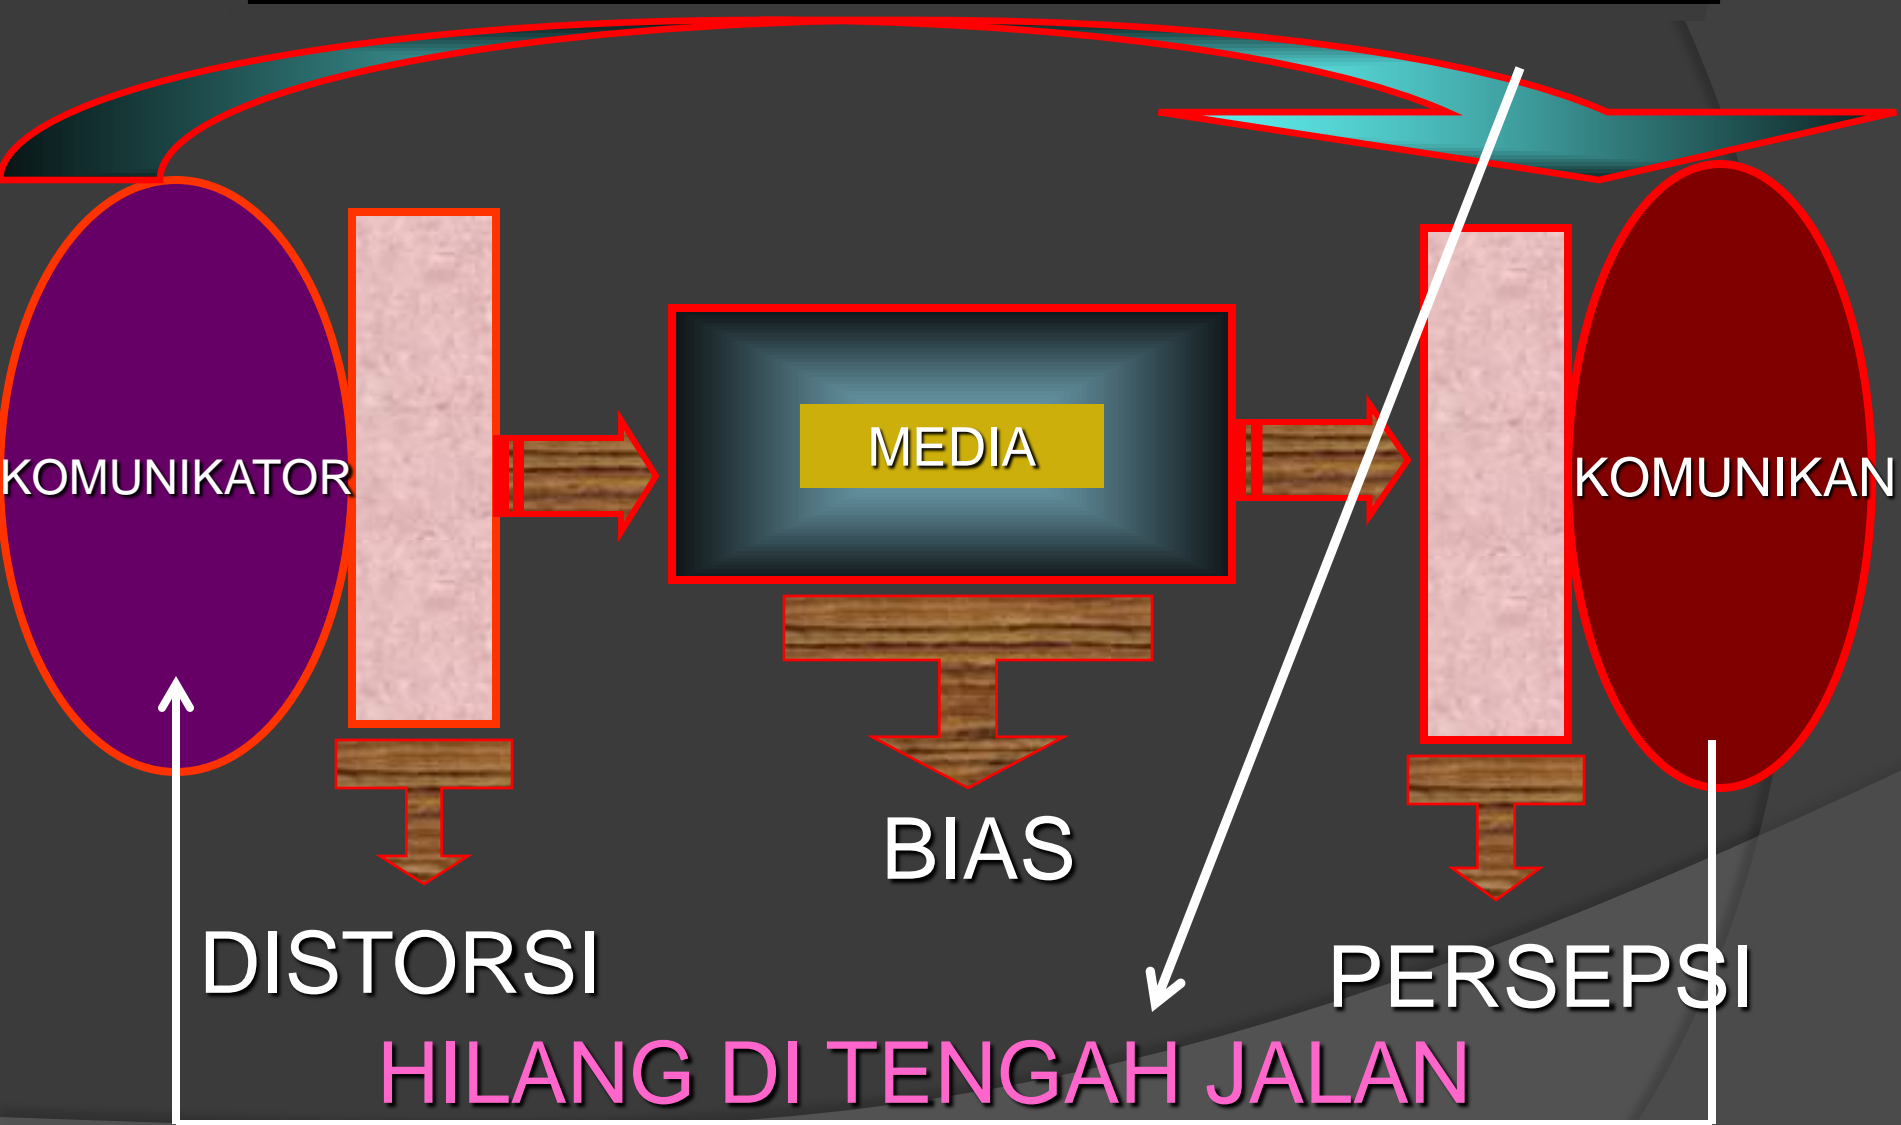 MEDIA
KOMUNIKATOR
KOMUNIKAN
BIAS
DISTORSI
PERSEPSI
HILANG DI TENGAH JALAN